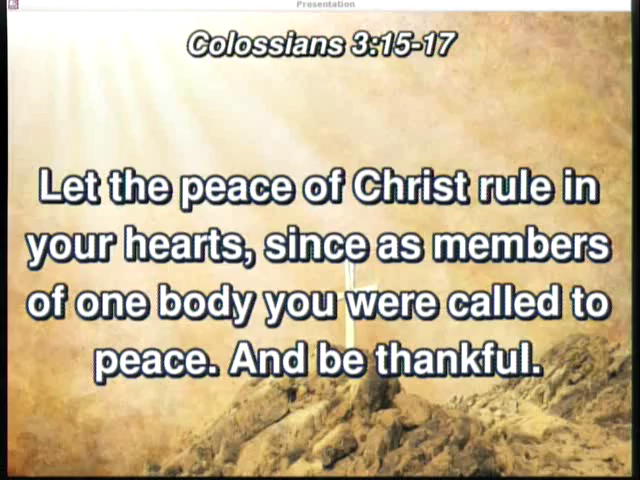 Presentation
Colossians 3:15-17
Let the peace of Christ rule in
your hearts, since as members
of one body you were called to
peace. And be thankful.